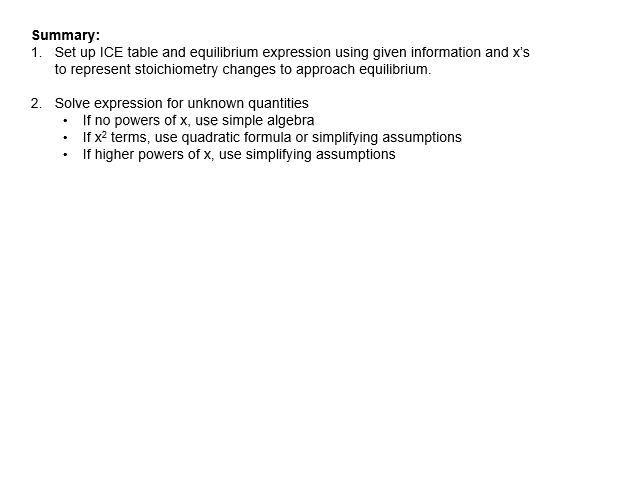 Summary:
1. Set up ICE table and equilibrium expression using given information and x's
to represent stoichiometry changes to approach equilibrium.
2. Solve expression for unknown quantities
• If no powers of x, use simple algebra
• If x² terms, use quadratic formula or simplifying assumptions
• If higher powers of x, use simplifying assumptions